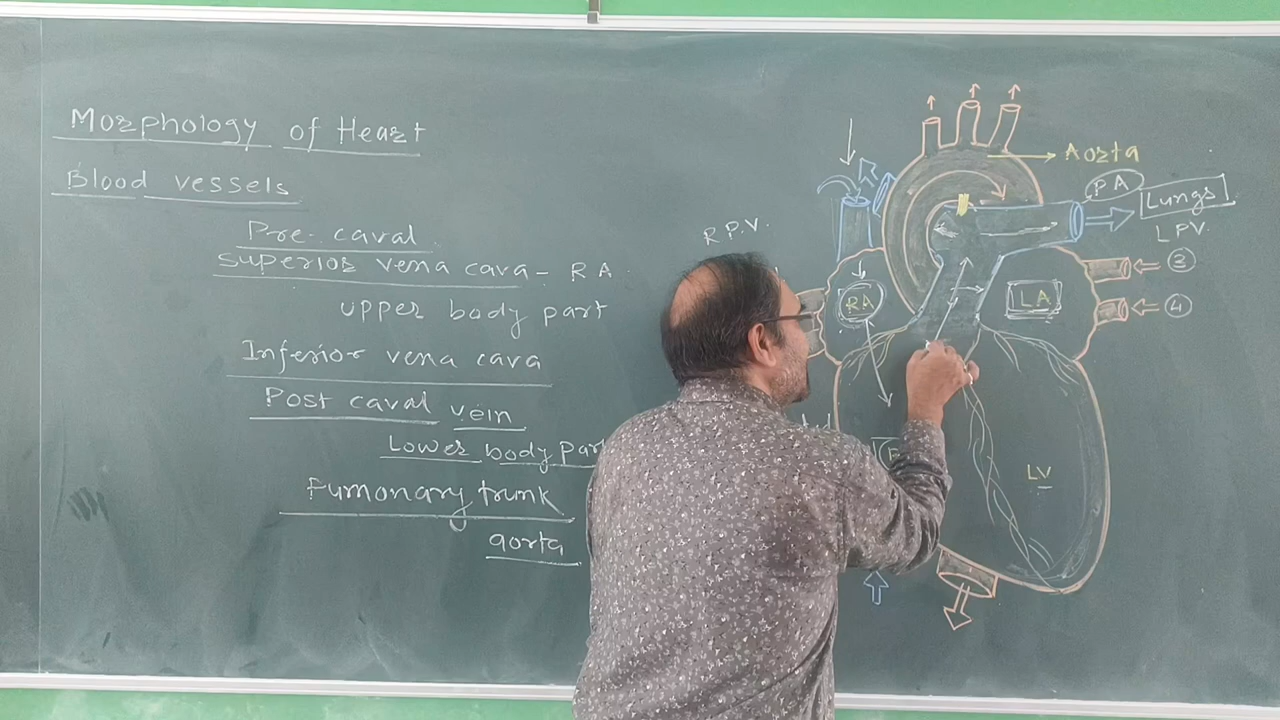 Morphology of Heart
Blood vessels
Pre-caval
superior vena cava - RA
upper body part
Inferior vena cava
Post caval vein
Lower body part
Pumonary trunk
aorta
Aorta
PA
Lungs
LPV
R.P.V.
3
4
RA
LA
LV